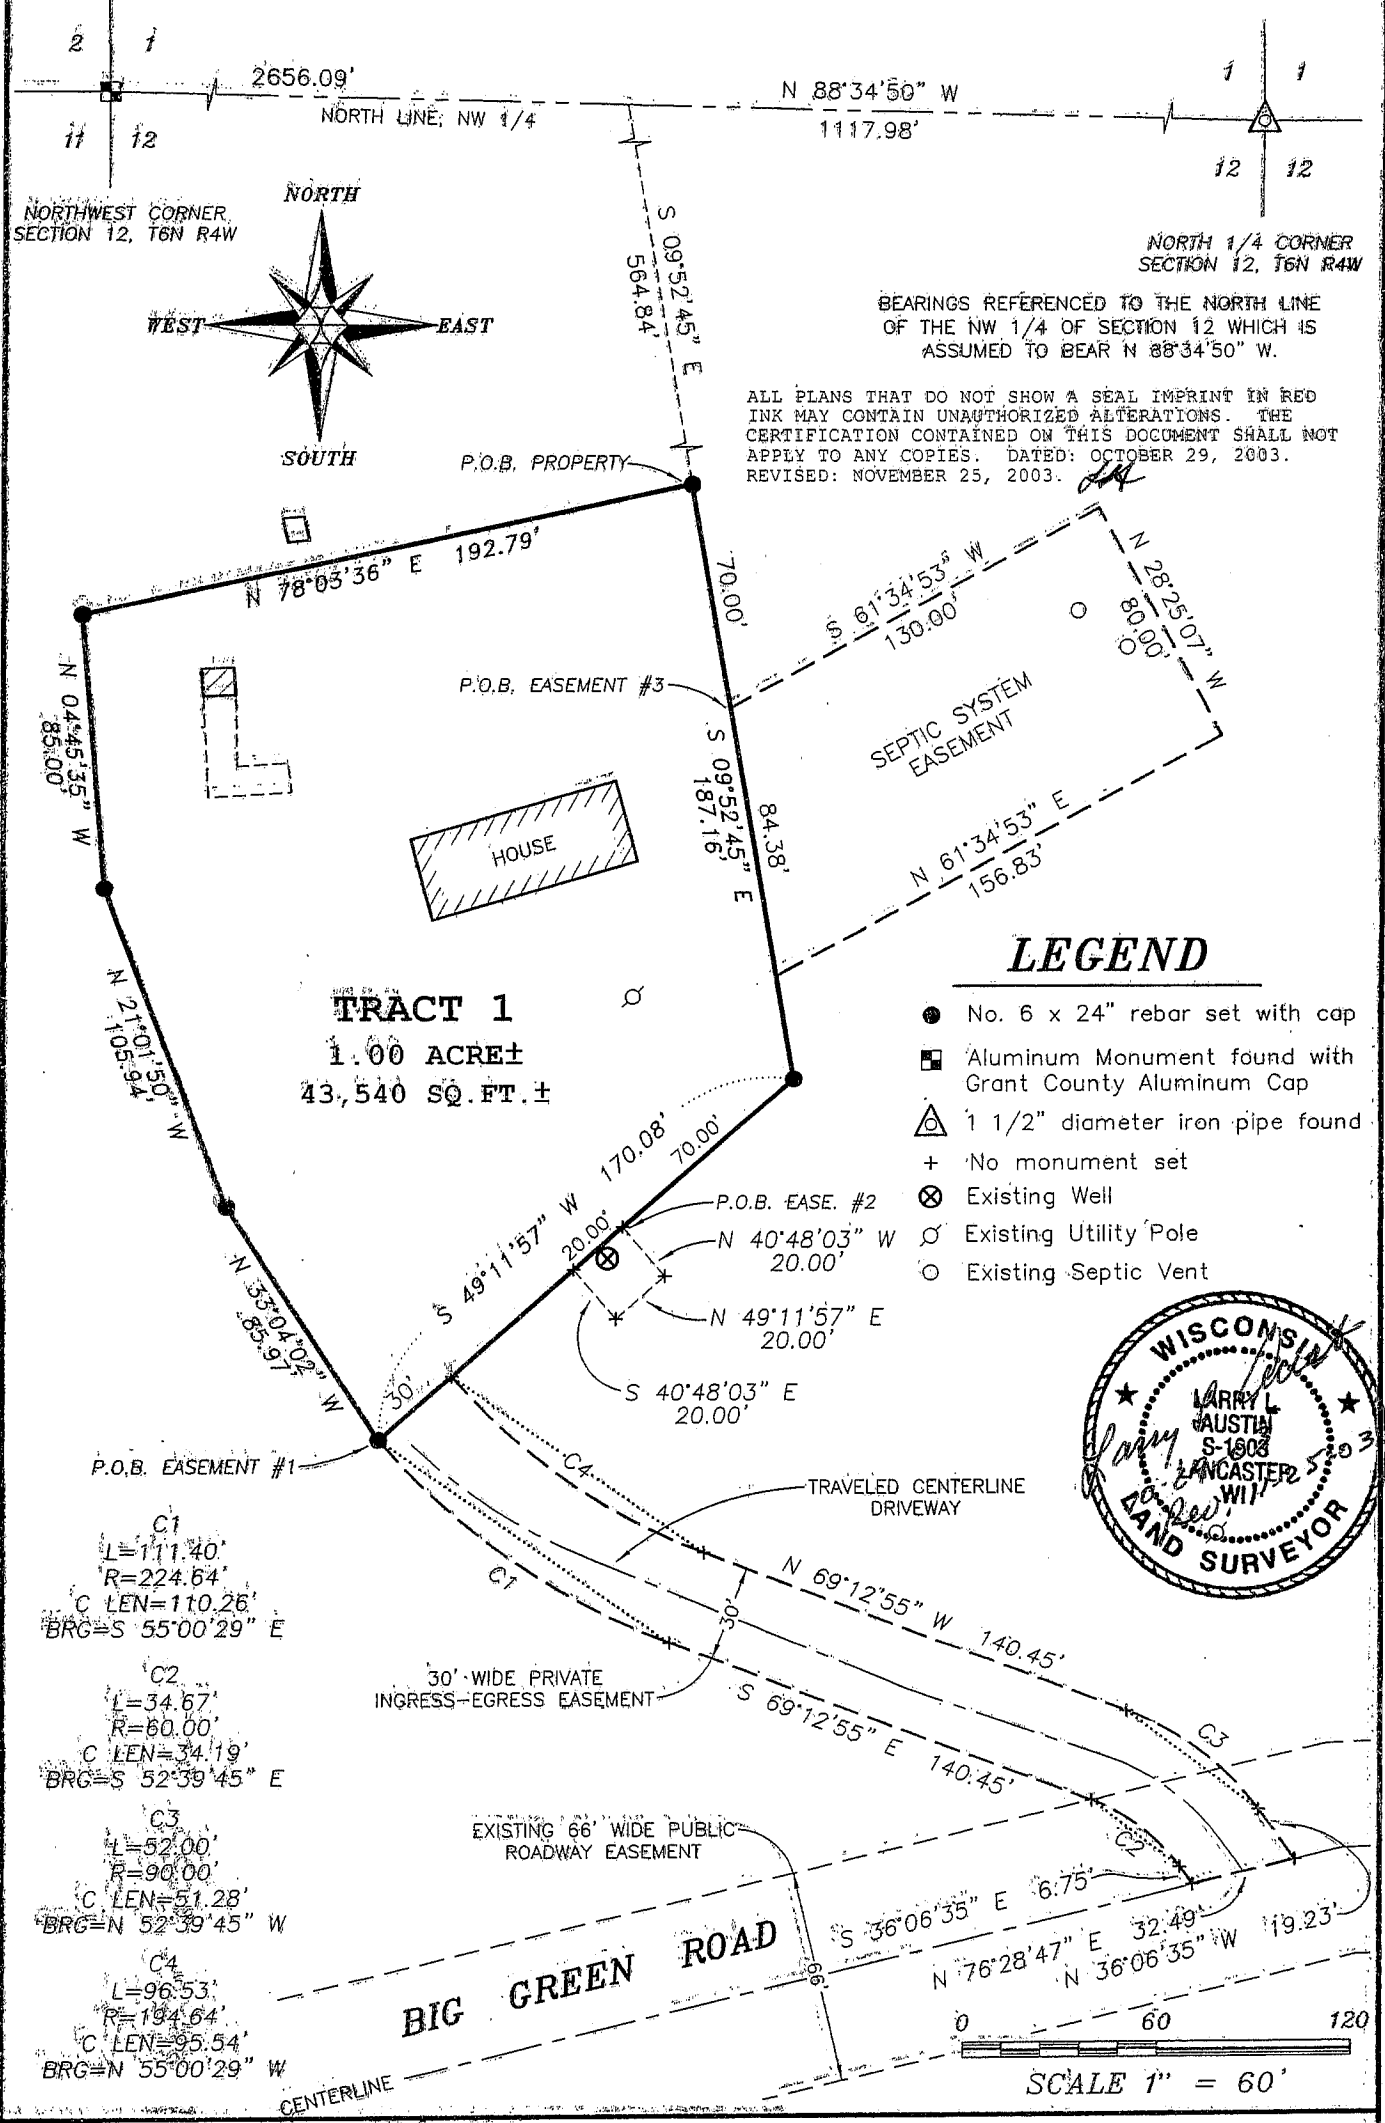 2 1
11 12
2656.09'
NORTH LINE, NW 1/4
N 88°34'50" W
1117.98'
1 1
12 12
NORTHWEST CORNER
SECTION 12, T6N R4W
NORTH 1/4 CORNER
SECTION 12, T6N R4W
NORTH
WEST
EAST
SOUTH
S 09°52'45" E
564.84'
BEARINGS REFERENCED TO THE NORTH LINE
OF THE NW 1/4 OF SECTION 12 WHICH IS
ASSUMED TO BEAR N 88°34'50" W.
ALL PLANS THAT DO NOT SHOW A SEAL IMPRINT IN RED
INK MAY CONTAIN UNAUTHORIZED ALTERATIONS. THE
CERTIFICATION CONTAINED ON THIS DOCUMENT SHALL NOT
APPLY TO ANY COPIES. DATED: OCTOBER 29, 2003.
REVISED: NOVEMBER 25, 2003.
P.O.B. PROPERTY
N 78°03'36" E 192.79'
70.00'
S 61°34'53" W
130.00'
N 28°25'07" W
80.00'
P.O.B. EASEMENT #3
SEPTIC SYSTEM
EASEMENT
N 04°45'35" W
85.00'
S 09°52'45" E
187.16'
84.38'
HOUSE
N 61°34'53" E
156.83'
N 21°01'50" W
105.94'
TRACT 1
1.00 ACRE±
43,540 SQ.FT.±
LEGEND
No. 6 x 24" rebar set with cap
Aluminum Monument found with
Grant County Aluminum Cap
1 1/2" diameter iron pipe found
No monument set
Existing Well
Existing Utility Pole
Existing Septic Vent
170.08'
70.00'
S 49°11'57" W
20.00'
P.O.B. EASE. #2
N 40°48'03" W
20.00'
N 49°11'57" E
20.00'
S 40°48'03" E
20.00'
N 33°04'02" W
85.97'
30'
P.O.B. EASEMENT #1
WISCONSIN
LARRY L.
AUSTIN
S-1803
LANCASTER
WI
LAND SURVEYOR
C4
C1
TRAVELED CENTERLINE
DRIVEWAY
C1
L=111.40'
R=224.64'
C LEN=110.26'
BRG=S 55°00'29" E
C2
L=34.67'
R=60.00'
C LEN=34.19'
BRG=S 52°39'45" E
C3
L=52.00'
R=90.00'
C LEN=51.28'
BRG=N 52°39'45" W
C4
L=96.53'
R=194.64'
C LEN=95.54'
BRG=N 55°00'29" W
N 69°12'55" W 140.45'
30'
30' WIDE PRIVATE
INGRESS-EGRESS EASEMENT
S 69°12'55" E 140.45'
C3
C2
EXISTING 66' WIDE PUBLIC
ROADWAY EASEMENT
S 36°06'35" E 6.75'
N 76°28'47" E 32.49'
N 36°06'35" W 19.23'
BIG GREEN ROAD
66'
CENTERLINE
0 60 120
SCALE 1" = 60'